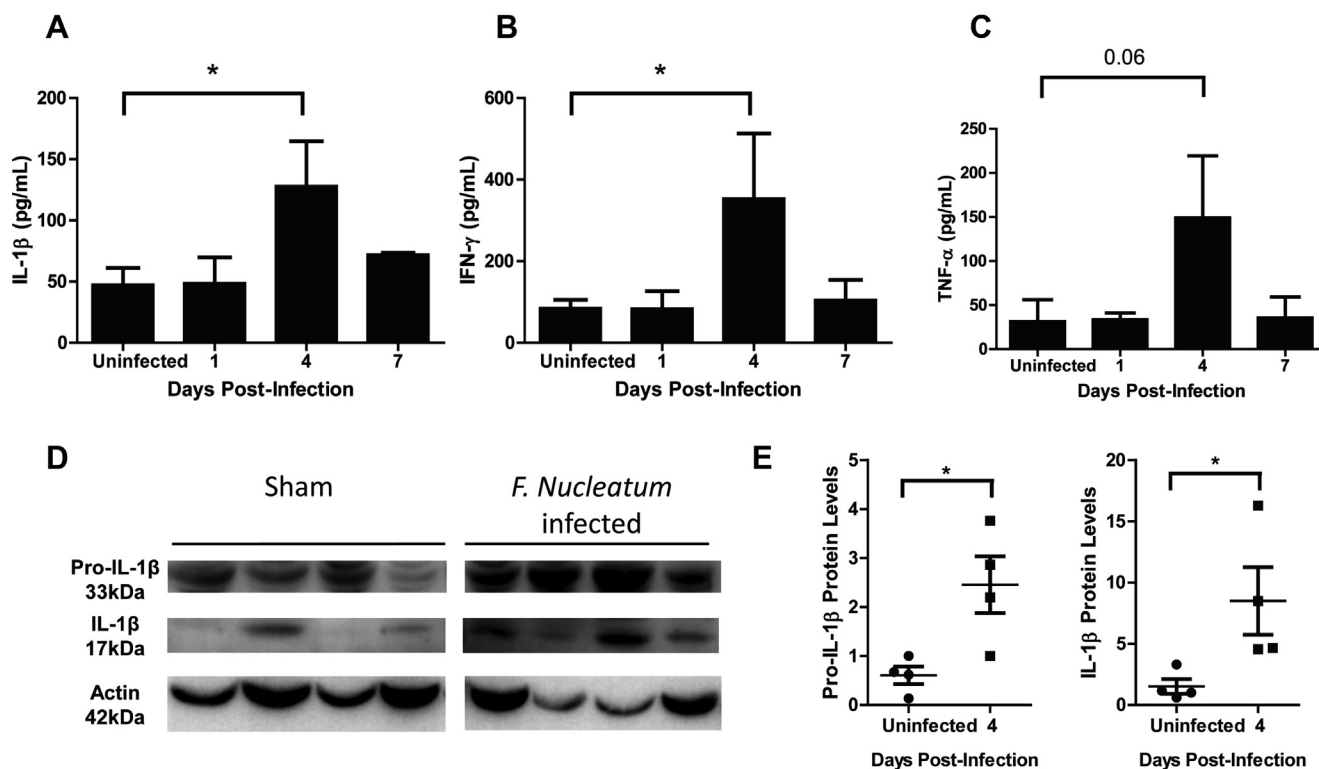 A
*
200
150
100
50
0
IL-1β (pg/mL)
Uninfected 1 4 7
Days Post-Infection
B
*
600
400
200
0
IFN-γ (pg/mL)
Uninfected 1 4 7
Days Post-Infection
C
0.06
250
200
150
100
50
0
TNF-α (pg/mL)
Uninfected 1 4 7
Days Post-Infection
D
Sham
F. Nucleatum
infected
Pro-IL-1β
33kDa
IL-1β
17kDa
Actin
42kDa
E
*
5
4
3
2
1
0
Pro-IL-1β Protein Levels
Uninfected 4
Days Post-Infection
*
20
15
10
5
0
IL-1β Protein Levels
Uninfected 4
Days Post-Infection